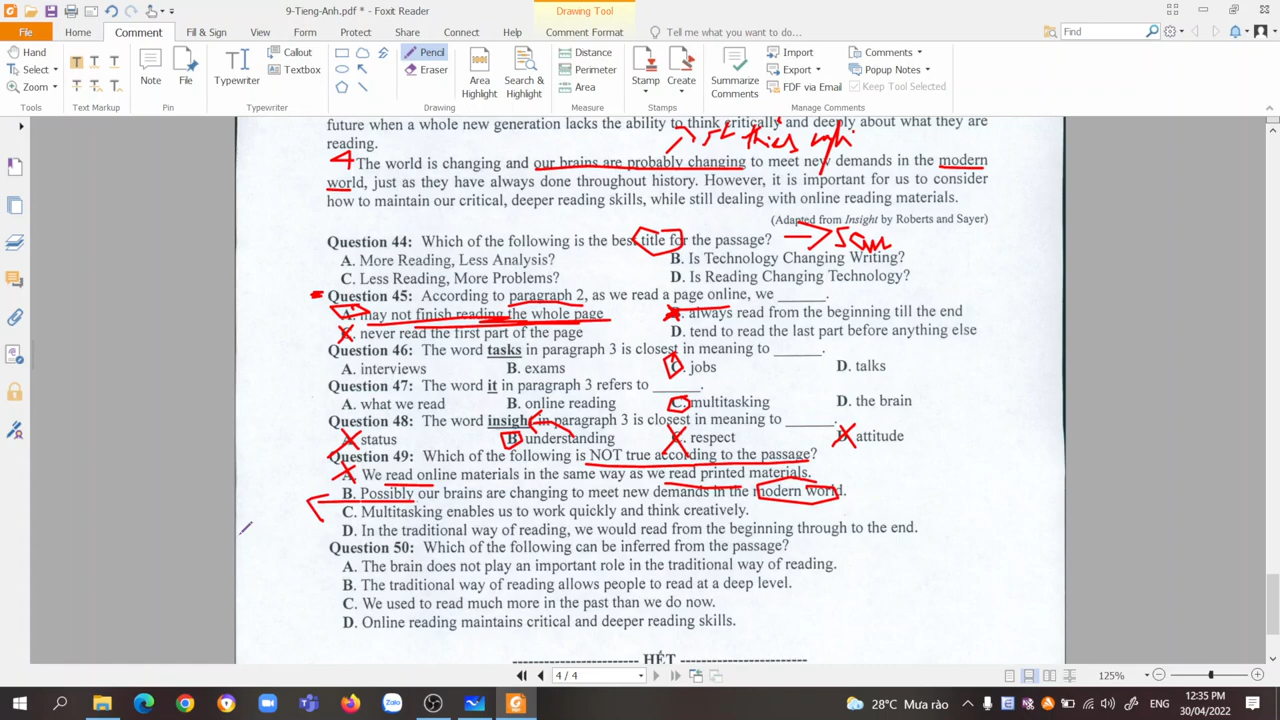 9-Tieng-Anh.pdf * - Foxit Reader
Drawing Tool
File Home Comment Fill & Sign View Form Protect Share Connect Help Comment Format Tell me what you want to do... Find
Hand
Select
Zoom
Tools
Text Markup
Note
File
Pin
Typewriter
Callout
Textbox
Typewriter
Pencil
Eraser
Drawing
Area Highlight
Search & Highlight
Distance
Perimeter
Area
Measure
Stamp
Create
Stamps
Summarize Comments
Import
Export
FDF via Email
Comments
Popup Notes
Keep Tool Selected
Manage Comments
future when a whole new generation lacks the ability to think critically and deeply about what they are
reading.
4 The world is changing and our brains are probably changing to meet new demands in the modern
world, just as they have always done throughout history. However, it is important for us to consider
how to maintain our critical, deeper reading skills, while still dealing with online reading materials.
(Adapted from Insight by Roberts and Sayer)
Question 44: Which of the following is the best title for the passage?
A. More Reading, Less Analysis? B. Is Technology Changing Writing?
C. Less Reading, More Problems? D. Is Reading Changing Technology?
Question 45: According to paragraph 2, as we read a page online, we ______.
A. may not finish reading the whole page B. always read from the beginning till the end
C. never read the first part of the page D. tend to read the last part before anything else
Question 46: The word tasks in paragraph 3 is closest in meaning to ______.
A. interviews B. exams C. jobs D. talks
Question 47: The word it in paragraph 3 refers to ______.
A. what we read B. online reading C. multitasking D. the brain
Question 48: The word insight in paragraph 3 is closest in meaning to ______.
A. status B. understanding C. respect D. attitude
Question 49: Which of the following is NOT true according to the passage?
A. We read online materials in the same way as we read printed materials.
B. Possibly our brains are changing to meet new demands in the modern world.
C. Multitasking enables us to work quickly and think creatively.
D. In the traditional way of reading, we would read from the beginning through to the end.
Question 50: Which of the following can be inferred from the passage?
A. The brain does not play an important role in the traditional way of reading.
B. The traditional way of reading allows people to read at a deep level.
C. We used to read much more in the past than we do now.
D. Online reading maintains critical and deeper reading skills.
HẾT
4 / 4
125%
28°C Mưa rào
12:35 PM
30/04/2022